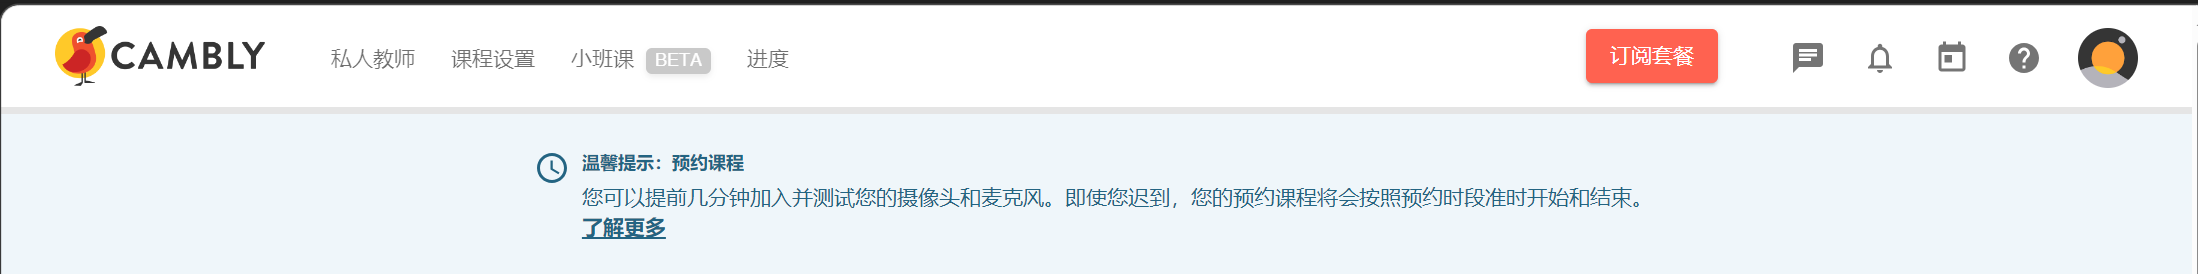 CAMBLY
私人教师 课程设置 小班课 BETA 进度
订阅套餐
温馨提示：预约课程
您可以提前几分钟加入并测试您的摄像头和麦克风。即使您迟到，您的预约课程将会按照预约时段准时开始和结束。
了解更多